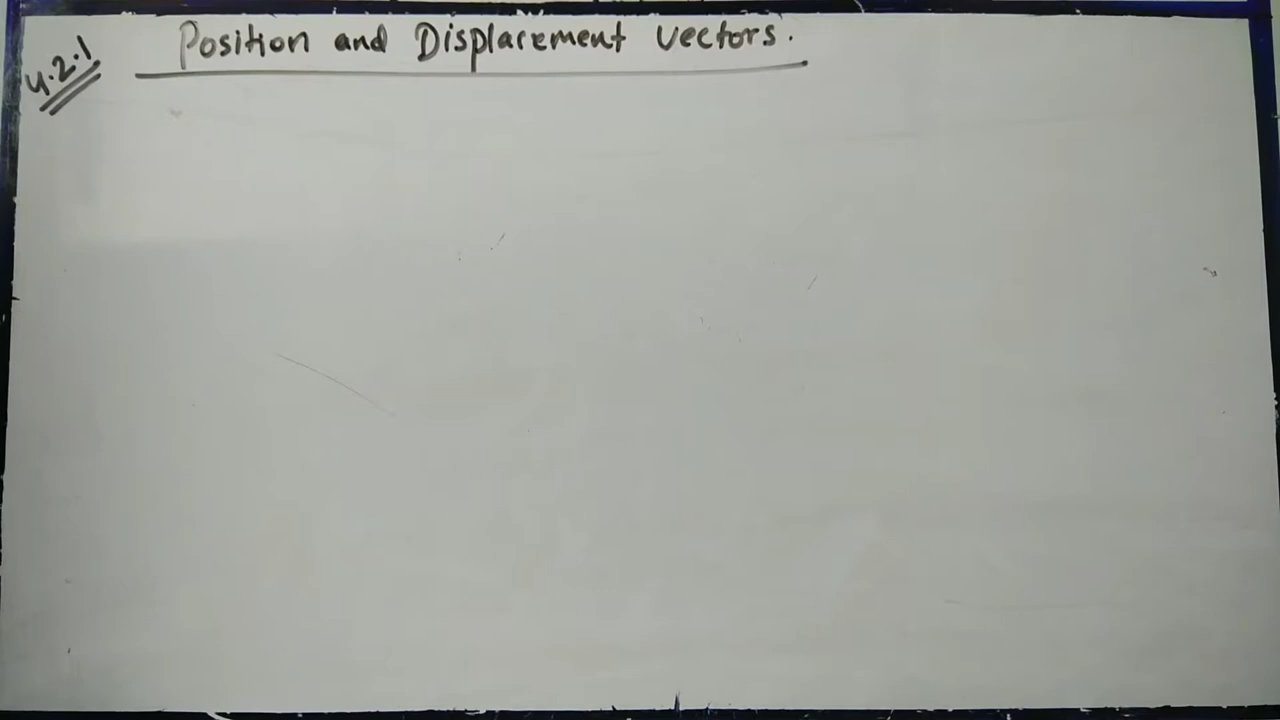 4.2.1 Position and Displacement vectors.